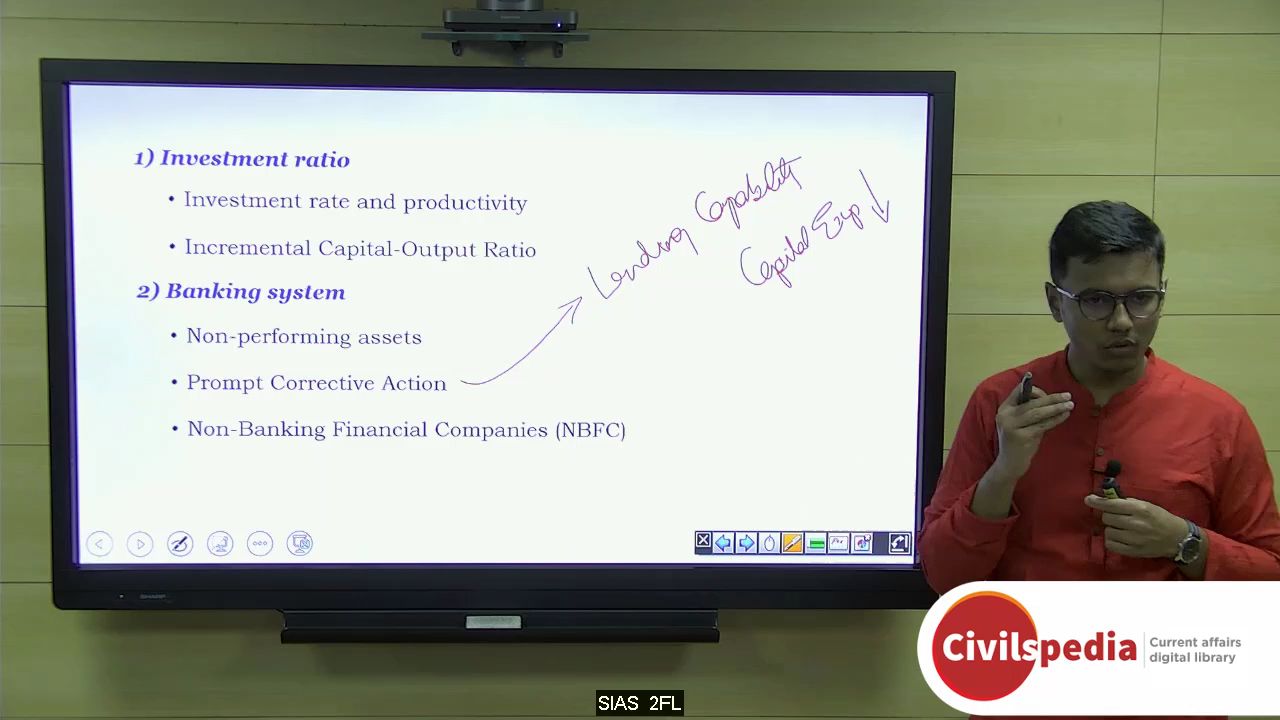 1) Investment ratio
• Investment rate and productivity
• Incremental Capital-Output Ratio
2) Banking system
• Non-performing assets
• Prompt Corrective Action
• Non-Banking Financial Companies (NBFC)
Lending Capability
Capital Exp ↓
SHARP
Civilspedia
Current affairs
digital library
SIAS 2FL